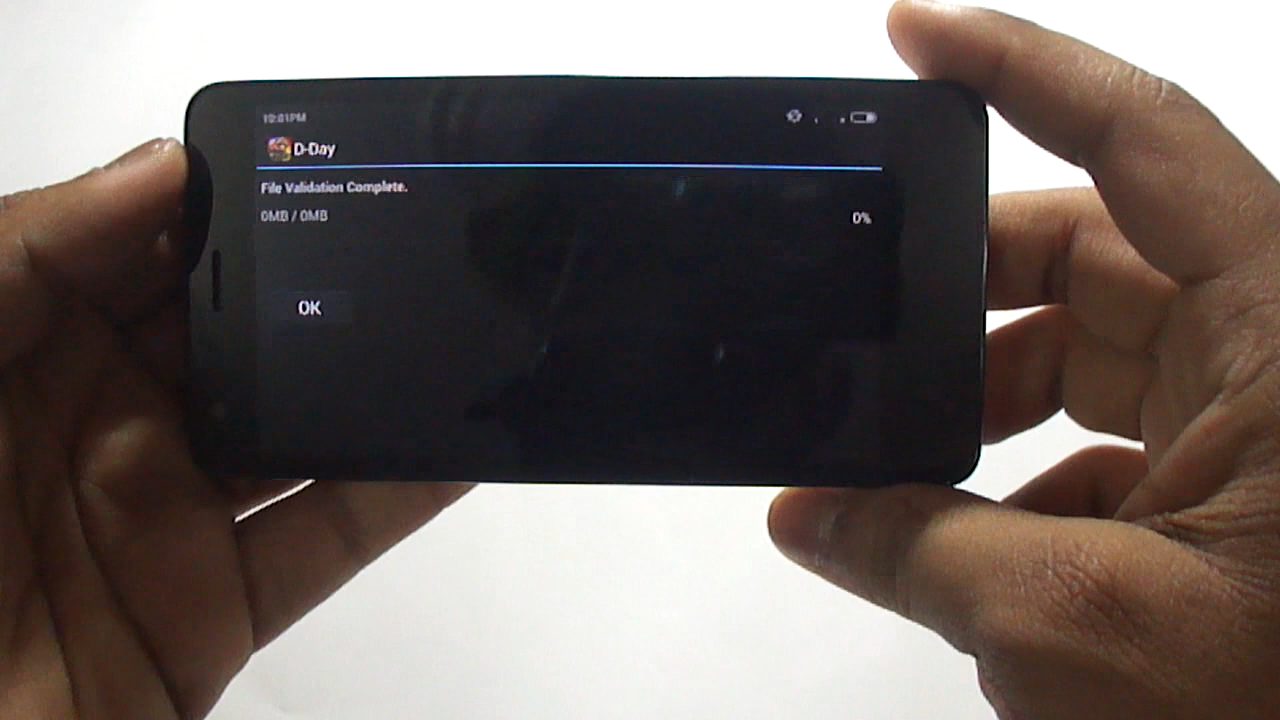 10:01PM
D-Day
File Validation Complete.
0MB / 0MB
0%
OK